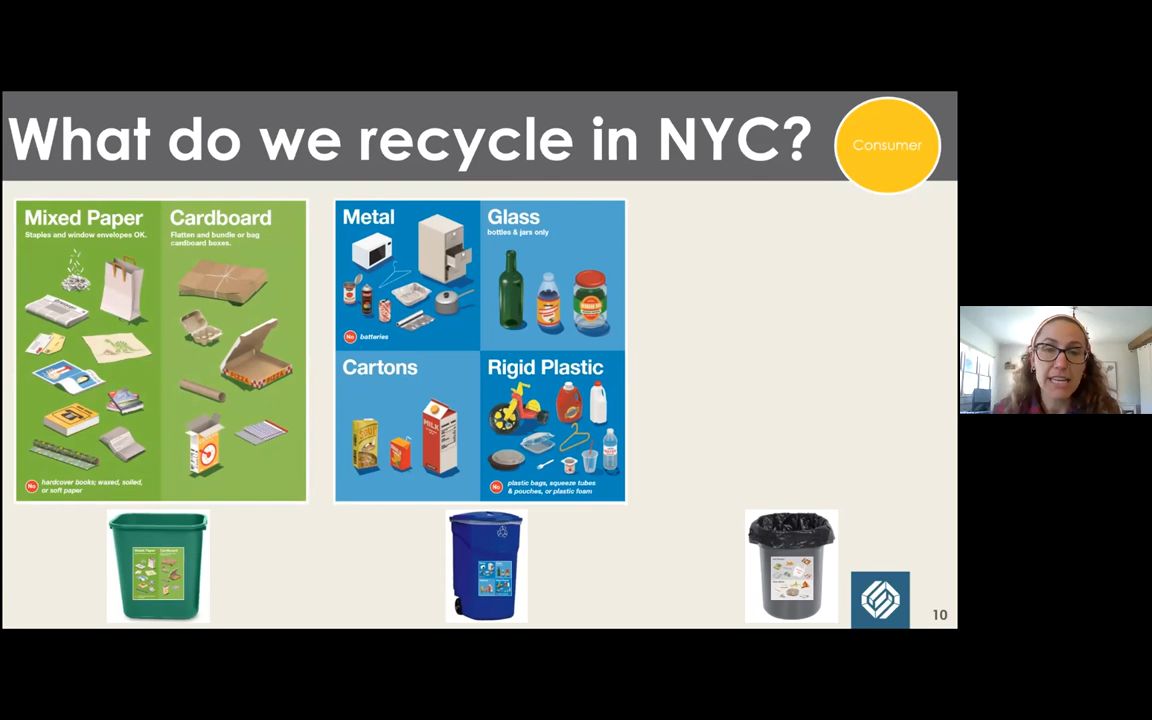 What do we recycle in NYC?
Consumer
Mixed Paper
Staples and window envelopes OK.
Cardboard
Flatten and bundle or bag
cardboard boxes.
No
hardcover books; waxed, soiled,
or soft paper
Metal
No
batteries
Glass
bottles & jars only
Cartons
MILK
Rigid Plastic
No
plastic bags, squeeze tubes
& pouches, or plastic foam
10